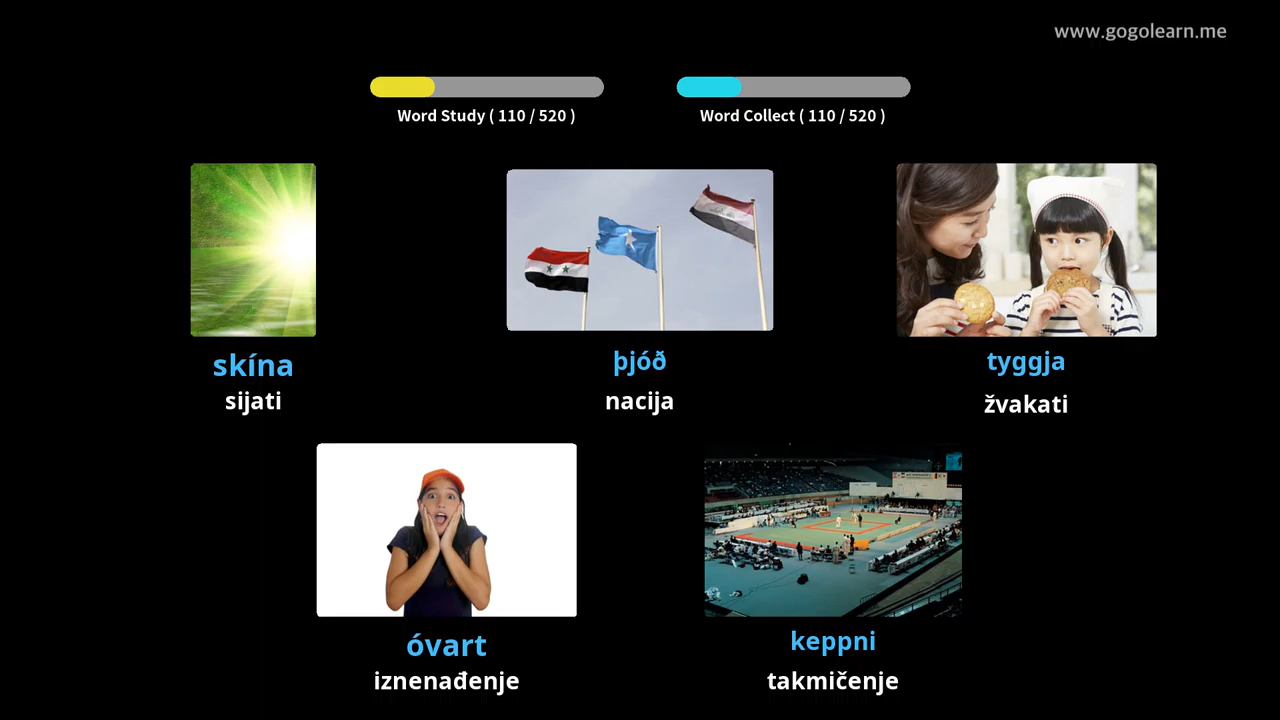 www.gogolearn.me
Word Study ( 110 / 520 )
Word Collect ( 110 / 520 )
skína
þjóð
tyggja
sijati
nacija
žvakati
óvart
keppni
iznenađenje
takmičenje